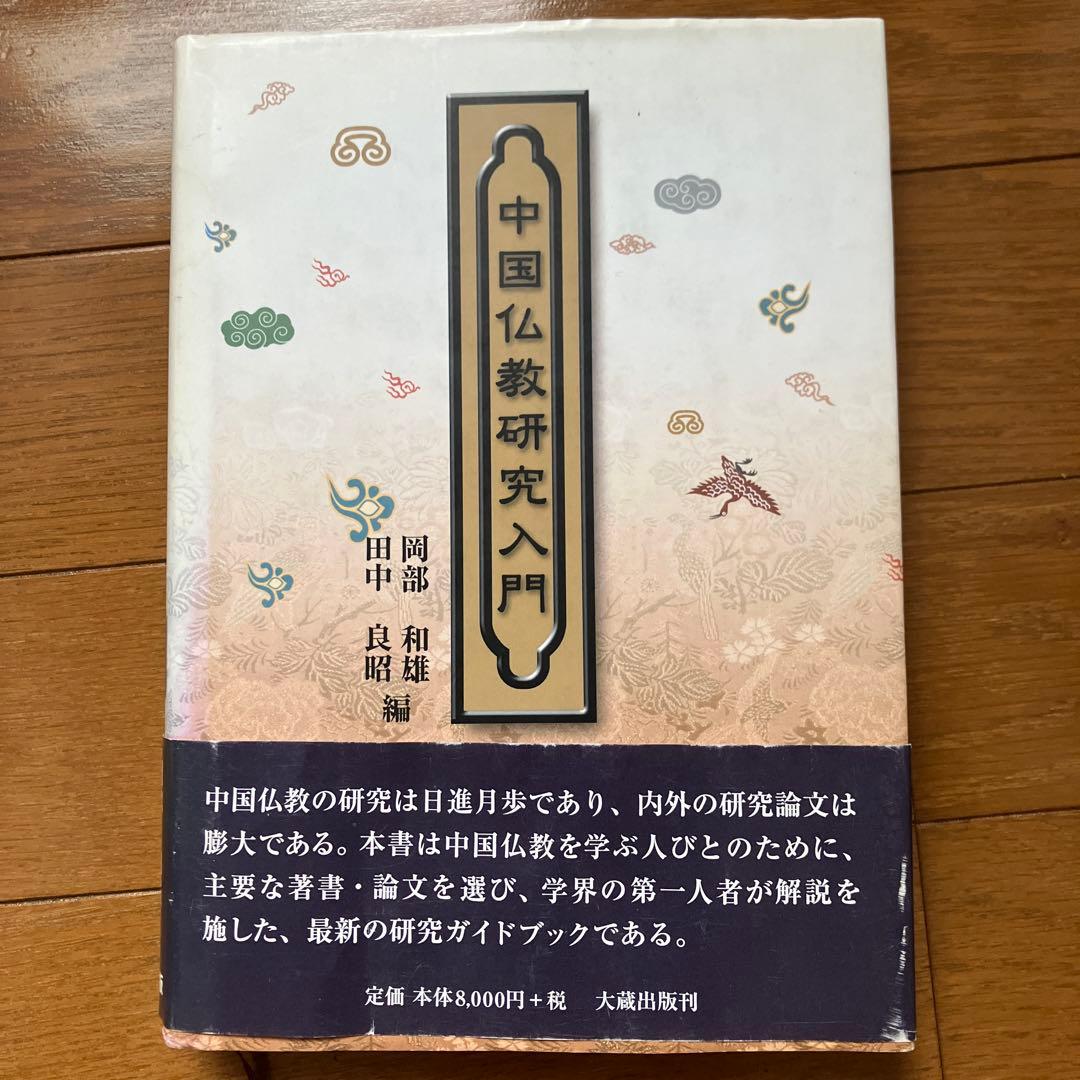 中国仏教研究入門
岡部 和雄
田中 良昭
編
中国仏教の研究は日進月歩であり、内外の研究論文は
膨大である。本書は中国仏教を学ぶ人びとのために、
主要な著書・論文を選び、学界の第一人者が解説を
施した、最新の研究ガイドブックである。
定価 本体8,000円+税 大蔵出版刊